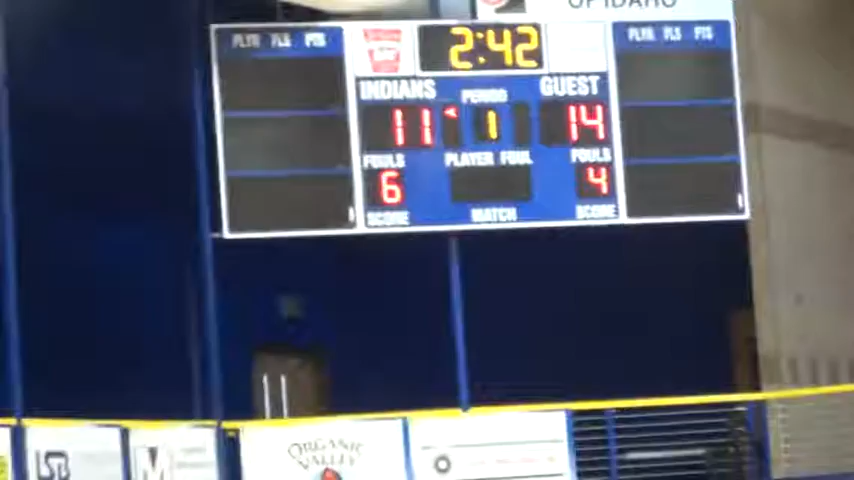 OF IDAHO
PLYR FLS PTS
2:42
PLYR FLS PTS
INDIANS PERIOD GUEST
11 1 14
FOULS PLAYER FOUL FOULS
6 4
SCORE MATCH SCORE
ORGANIC
VALLEY